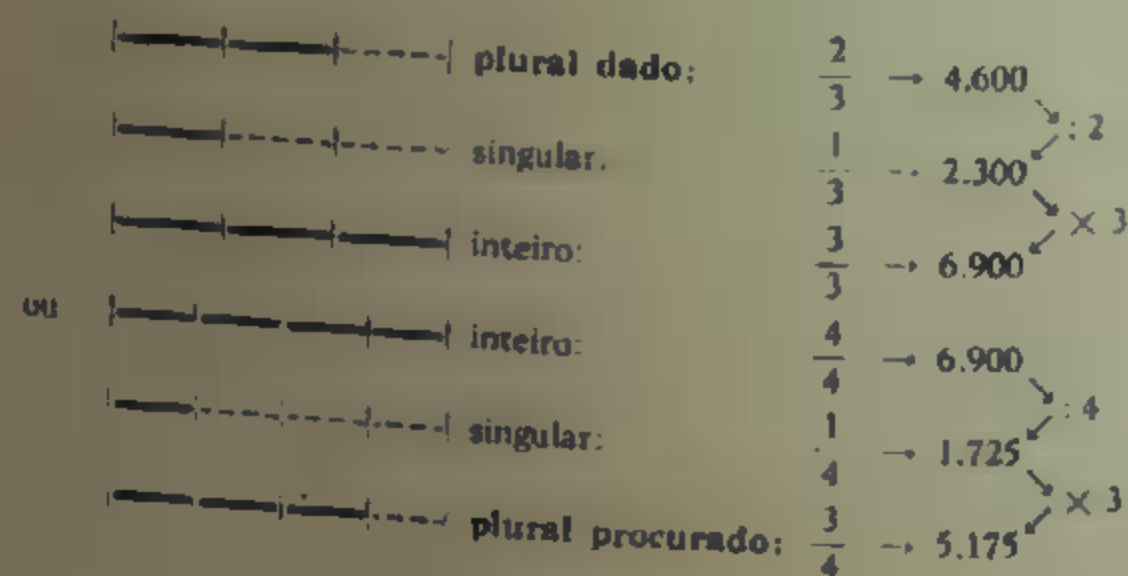 plural dado: 2/3 → 4.600
: 2
singular: 1/3 → 2.300
× 3
inteiro: 3/3 → 6.900
ou inteiro: 4/4 → 6.900
: 4
singular: 1/4 → 1.725
× 3
plural procurado: 3/4 → 5.175